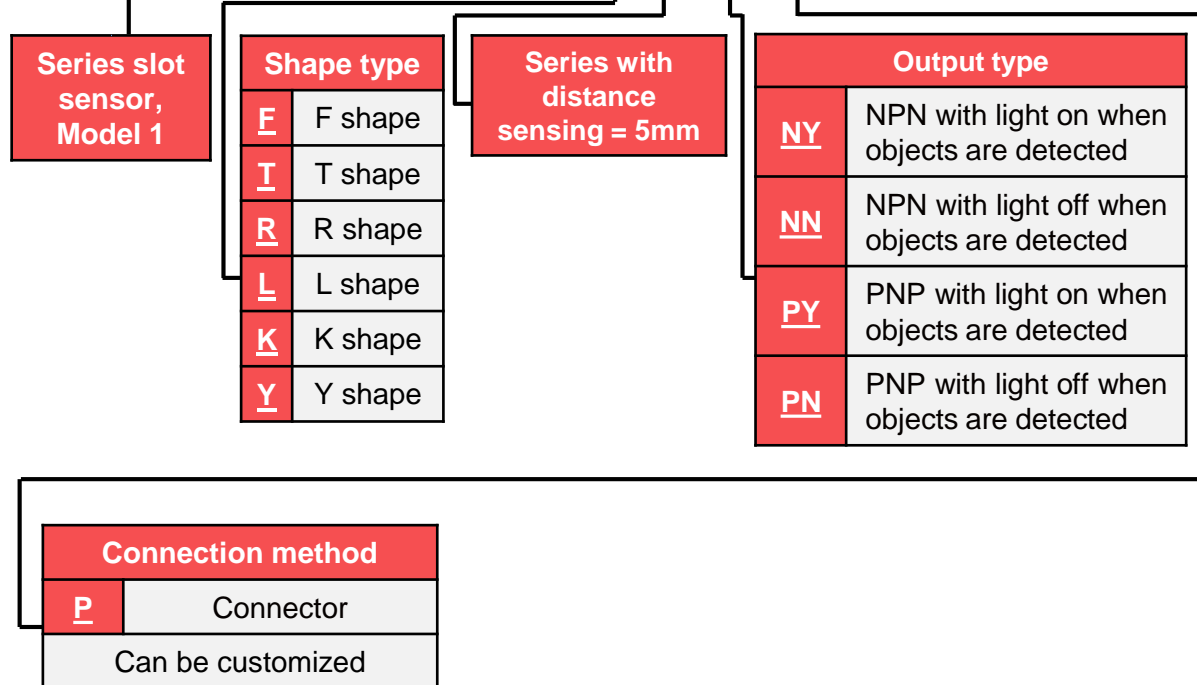 Series slot
sensor,
Model 1
Shape type
F F shape
T T shape
R R shape
L L shape
K K shape
Y Y shape
Series with
distance
sensing = 5mm
Output type
NY NPN with light on when
objects are detected
NN NPN with light off when
objects are detected
PY PNP with light on when
objects are detected
PN PNP with light off when
objects are detected
Connection method
P Connector
Can be customized